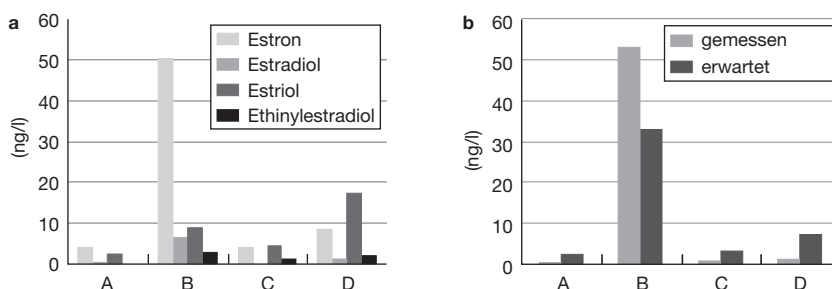 a
(ng/l)
60
50
40
30
20
10
0
Estron
Estradiol
Estriol
Ethinylestradiol
A B C D
b
(ng/l)
60
50
40
30
20
10
0
gemessen
erwartet
A B C D